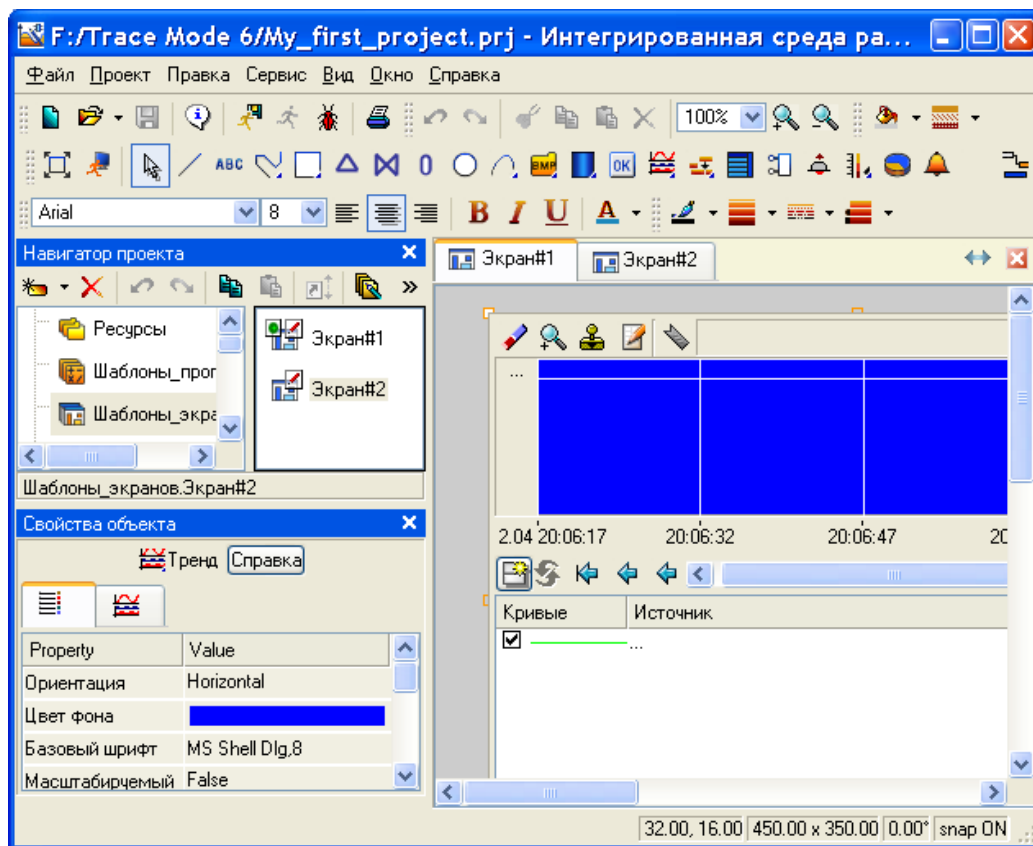 F:/Trace Mode 6/My_first_project.prj - Интегрированная среда ра...
Файл Проект Правка Сервис Вид Окно Справка
100%
ABC
BMP
OK
Arial
8
B I U A
Навигатор проекта
Экран#1
Экран#2
Ресурсы
Шаблоны_прог
Шаблоны_экра
Экран#1
Экран#2
Шаблоны_экранов.Экран#2
...
2.04 20:06:17 20:06:32 20:06:47 20
Свойства объекта
Тренд Справка
Кривые Источник
...
Property Value
Ориентация Horizontal
Цвет фона
Базовый шрифт MS Shell Dlg,8
Масштабируемый False
32.00, 16.00 450.00 x 350.00 0.00° snap ON